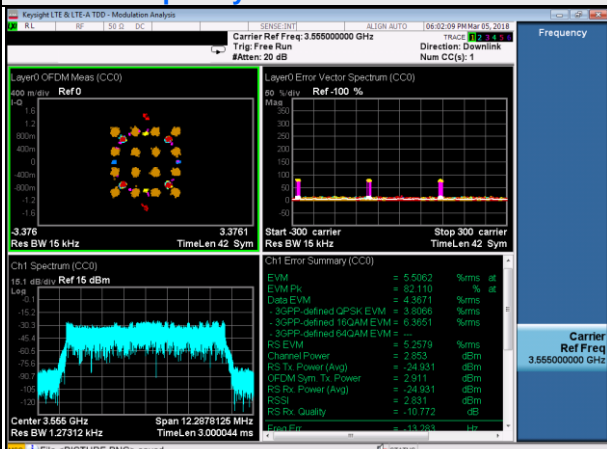 Keysight LTE & LTE-A TDD - Modulation Analysis
RL RF 50 Ω DC SENSE:INT ALIGN AUTO 06:02:09 PM Mar 05, 2018
Carrier Ref Freq: 3.555000000 GHz TRACE 1 2 3 4 5 6
Trig: Free Run Direction: Downlink
#Atten: 20 dB Num CC(s): 1
Frequency
Layer0 OFDM Meas (CC0)
400 m/div Ref 0
I-Q
1.6
1.2
800m
400m
0
-400m
-800m
-1.2
-1.6
-3.376 3.3761
Res BW 15 kHz TimeLen 42 Sym
Layer0 Error Vector Spectrum (CC0)
50 %/div Ref -100 %
Mag
350
300
250
200
150
100
50
0
-50
Start -300 carrier Stop 300 carrier
Res BW 15 kHz TimeLen 42 Sym
Ch1 Spectrum (CC0)
15.1 dB/div Ref 15 dBm
Log
-0.1
-15.2
-30.3
-45.4
-60.5
-75.6
-90.7
-105
-120
Center 3.555 GHz Span 12.2878125 MHz
Res BW 1.27312 kHz TimeLen 3.000044 ms
Ch1 Error Summary (CC0)
EVM = 5.5062 %rms at
EVM Pk = 82.110 % at
Data EVM = 4.3671 %rms
- 3GPP-defined QPSK EVM = 3.8066 %rms
- 3GPP-defined 16QAM EVM = 6.3651 %rms
- 3GPP-defined 64QAM EVM = ---
RS EVM = 5.2579 %rms
Channel Power = 2.853 dBm
RS Tx. Power (Avg) = -24.931 dBm
OFDM Sym. Tx. Power = 2.911 dBm
RS Rx. Power (Avg) = -24.931 dBm
RSSI = 2.831 dBm
RS Rx. Quality = -10.772 dB
Freq Err = -13.283 Hz
Carrier
Ref Freq
3.555000000 GHz
MSG File <PICTURE.PNG> saved STATUS